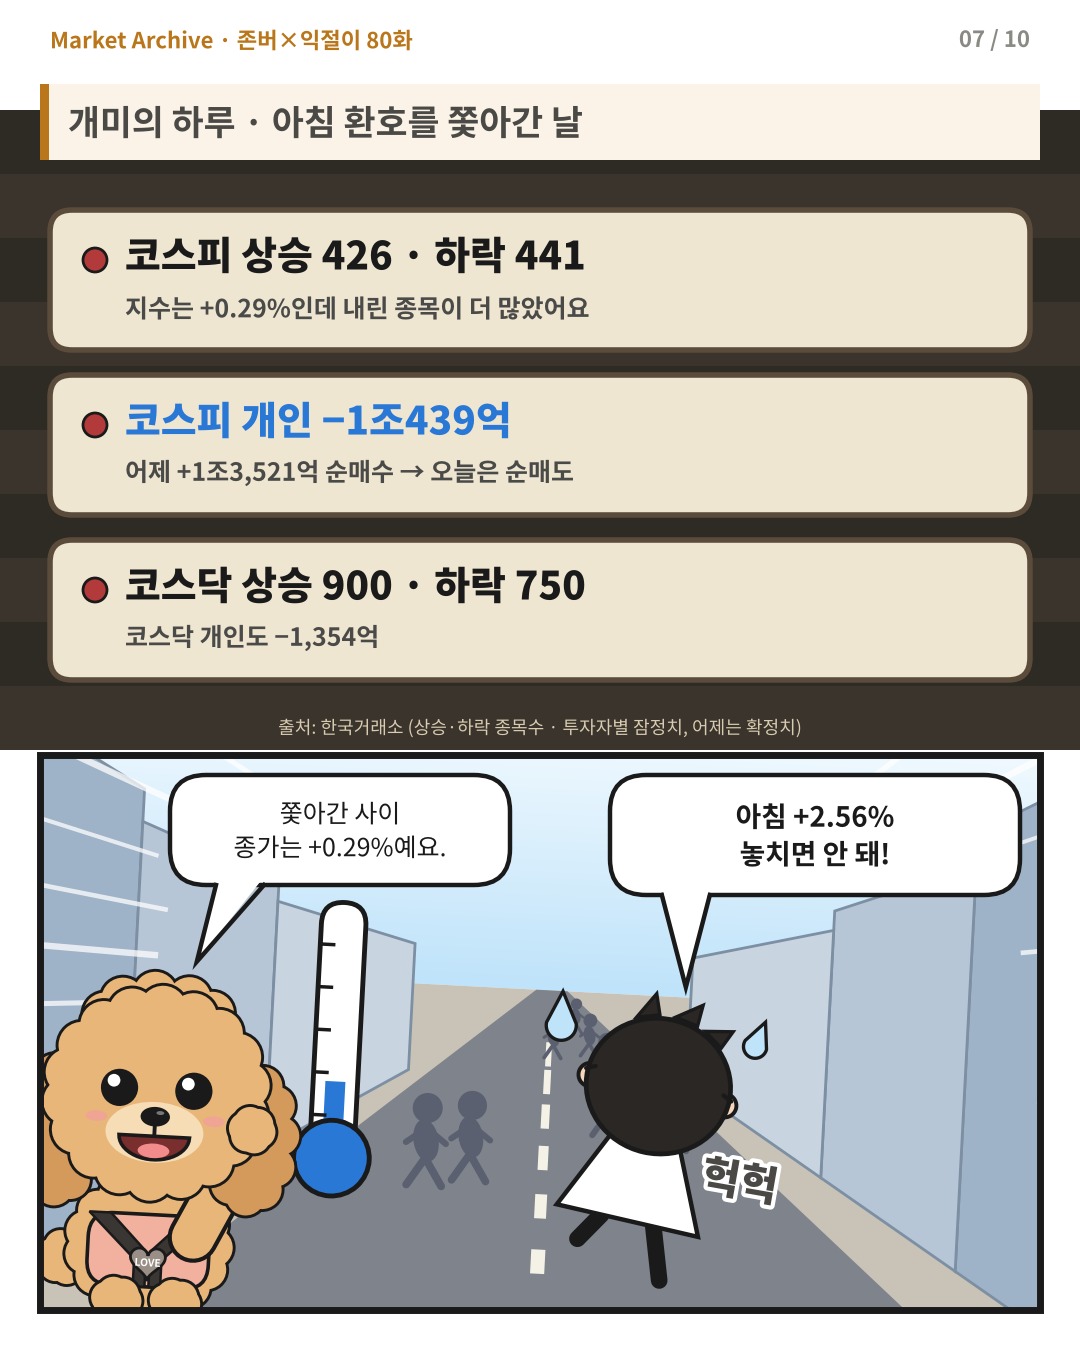 Market Archive · 존버×익절이 80화
07 / 10
개미의 하루 · 아침 환호를 쫓아간 날
코스피 상승 426 · 하락 441
지수는 +0.29%인데 내린 종목이 더 많았어요
코스피 개인 −1조439억
어제 +1조3,521억 순매수 → 오늘은 순매도
코스닥 상승 900 · 하락 750
코스닥 개인도 −1,354억
출처: 한국거래소 (상승·하락 종목수 · 투자자별 잠정치, 어제는 확정치)
쫓아간 사이
종가는 +0.29%예요.
아침 +2.56%
놓치면 안 돼!
헉헉
LOVE